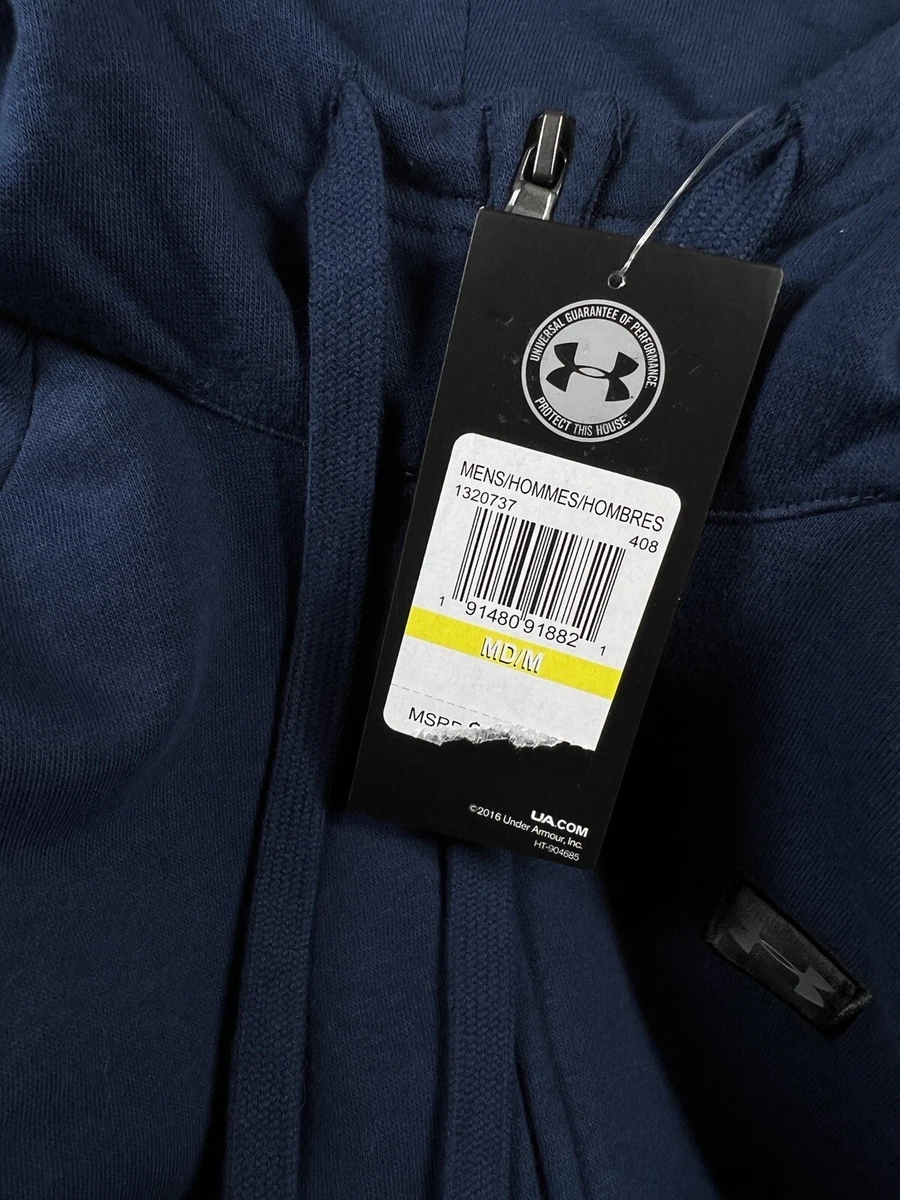 UNIVERSAL GUARANTEE OF PERFORMANCE.
PROTECT THIS HOUSE®
MENS/HOMMES/HOMBRES
1320737
408
1 91480 91882 1
MD/M
MSRP $
UA.COM
©2016 Under Armour, Inc.
HT-904685